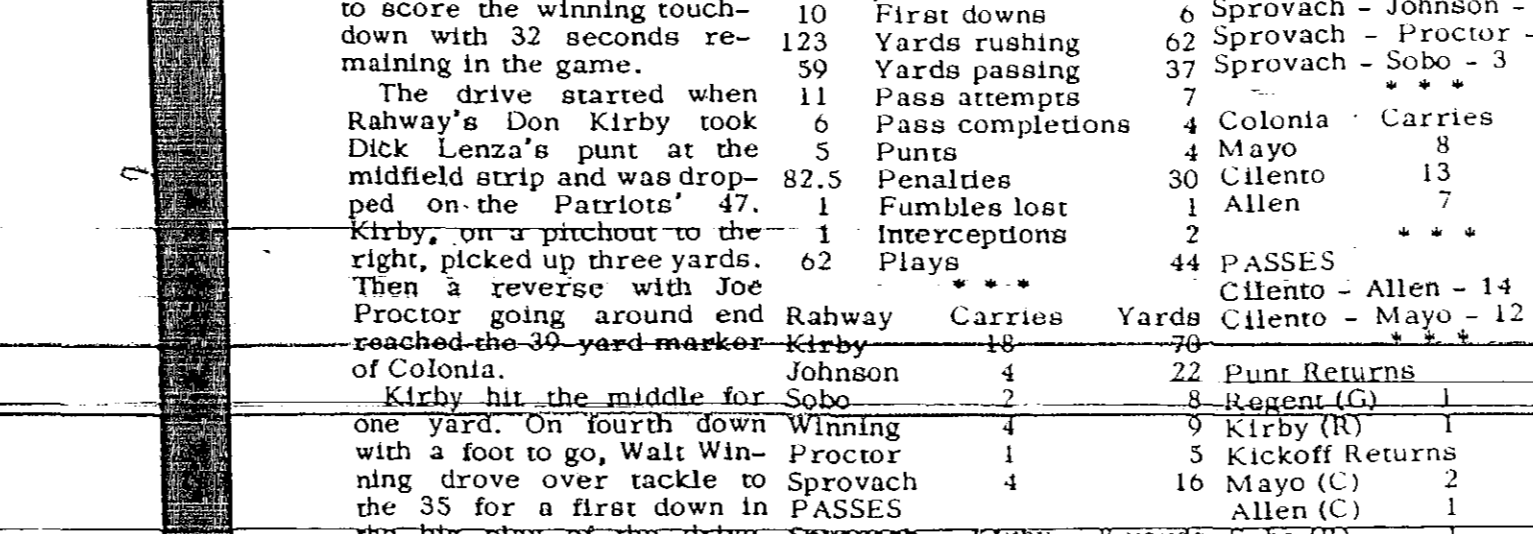 to score the winning touch-
down with 32 seconds re-
maining in the game.
The drive started when
Rahway's Don Kirby took
Dick Lenza's punt at the
midfield strip and was drop-
ped on the Patriots' 47.
Kirby, on a pitchout to the
right, picked up three yards.
Then a reverse with Joe
Proctor going around end
reached the 39 yard marker
of Colonia.
Kirby hit the middle for
one yard. On fourth down
with a foot to go, Walt Win-
ning drove over tackle to
the 35 for a first down in
the big play of the drive
10 First downs 6
123 Yards rushing 62
59 Yards passing 37
11 Pass attempts 7
6 Pass completions 4
5 Punts 4
82.5 Penalties 30
1 Fumbles lost 1
1 Interceptions 2
62 Plays 44
* * *
Rahway Carries Yards
Kirby 18 70
Johnson 4 22
Sobo 2 8
Winning 4 9
Proctor 1 5
Sprovach 4 16
PASSES
Sprovach - Johnson -
Sprovach - Proctor -
Sprovach - Sobo - 3
* * *
Colonia Carries
Mayo 8
Cilento 13
Allen 7
* * *
PASSES
Cilento - Allen - 14
Cilento - Mayo - 12
* * *
Punt Returns
Regent (G) 1
Kirby (R) 1
Kickoff Returns
Mayo (C) 2
Allen (C) 1